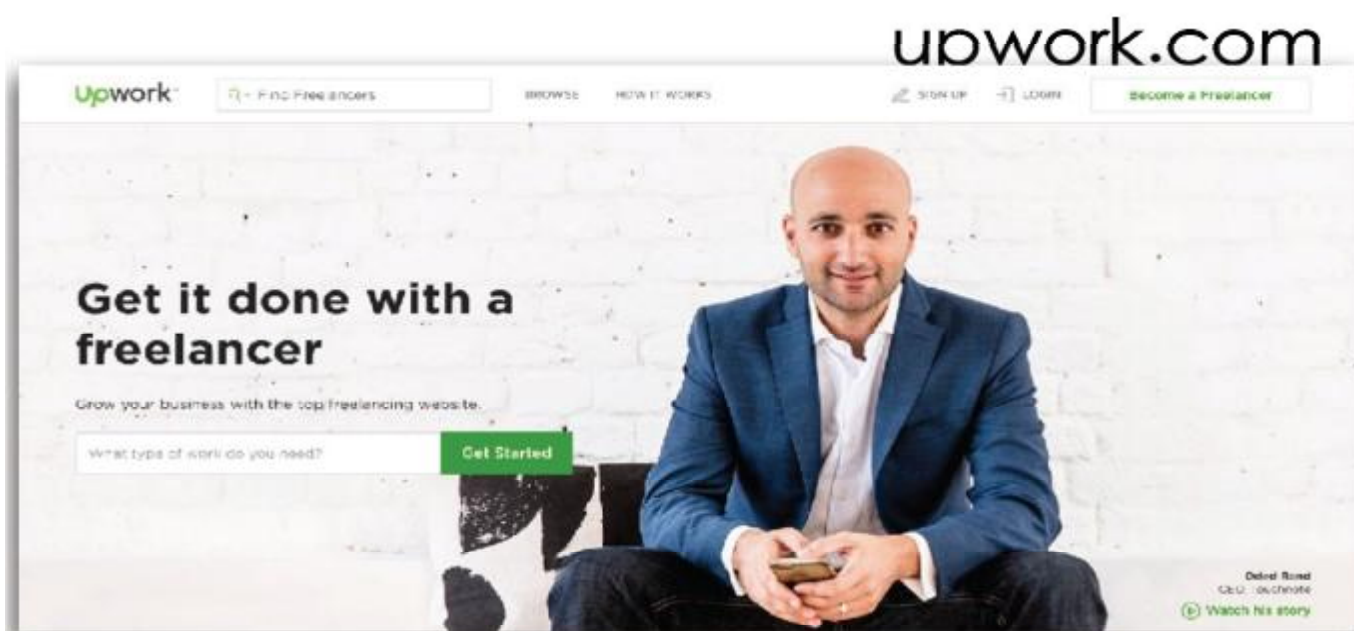 upwork.com
Upwork
Find Freelancers
BROWSE
HOW IT WORKS
SIGN UP
LOGIN
Become a Freelancer
Get it done with a
freelancer
Grow your business with the top freelancing website.
What type of work do you need?
Get Started
CEO, Touchnote
Watch his story